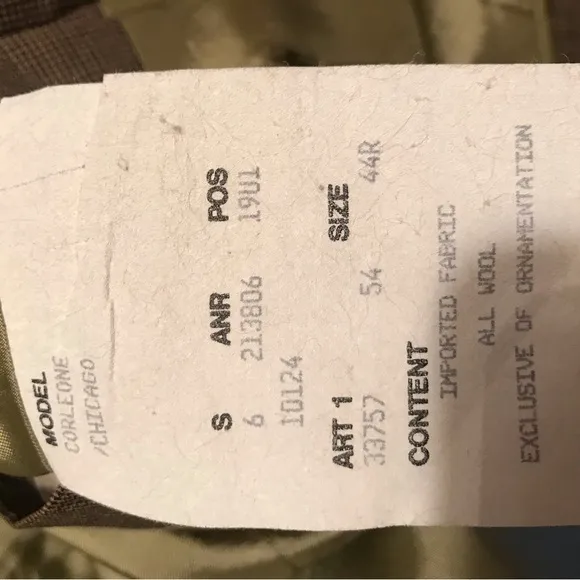 MODEL
CORLEONE
/CHICAGO
S ANR POS
6 213806 19U1
10124
ART 1 SIZE
33757 54 44R
CONTENT
IMPORTED FABRIC
ALL WOOL
EXCLUSIVE OF ORNAMENTATION